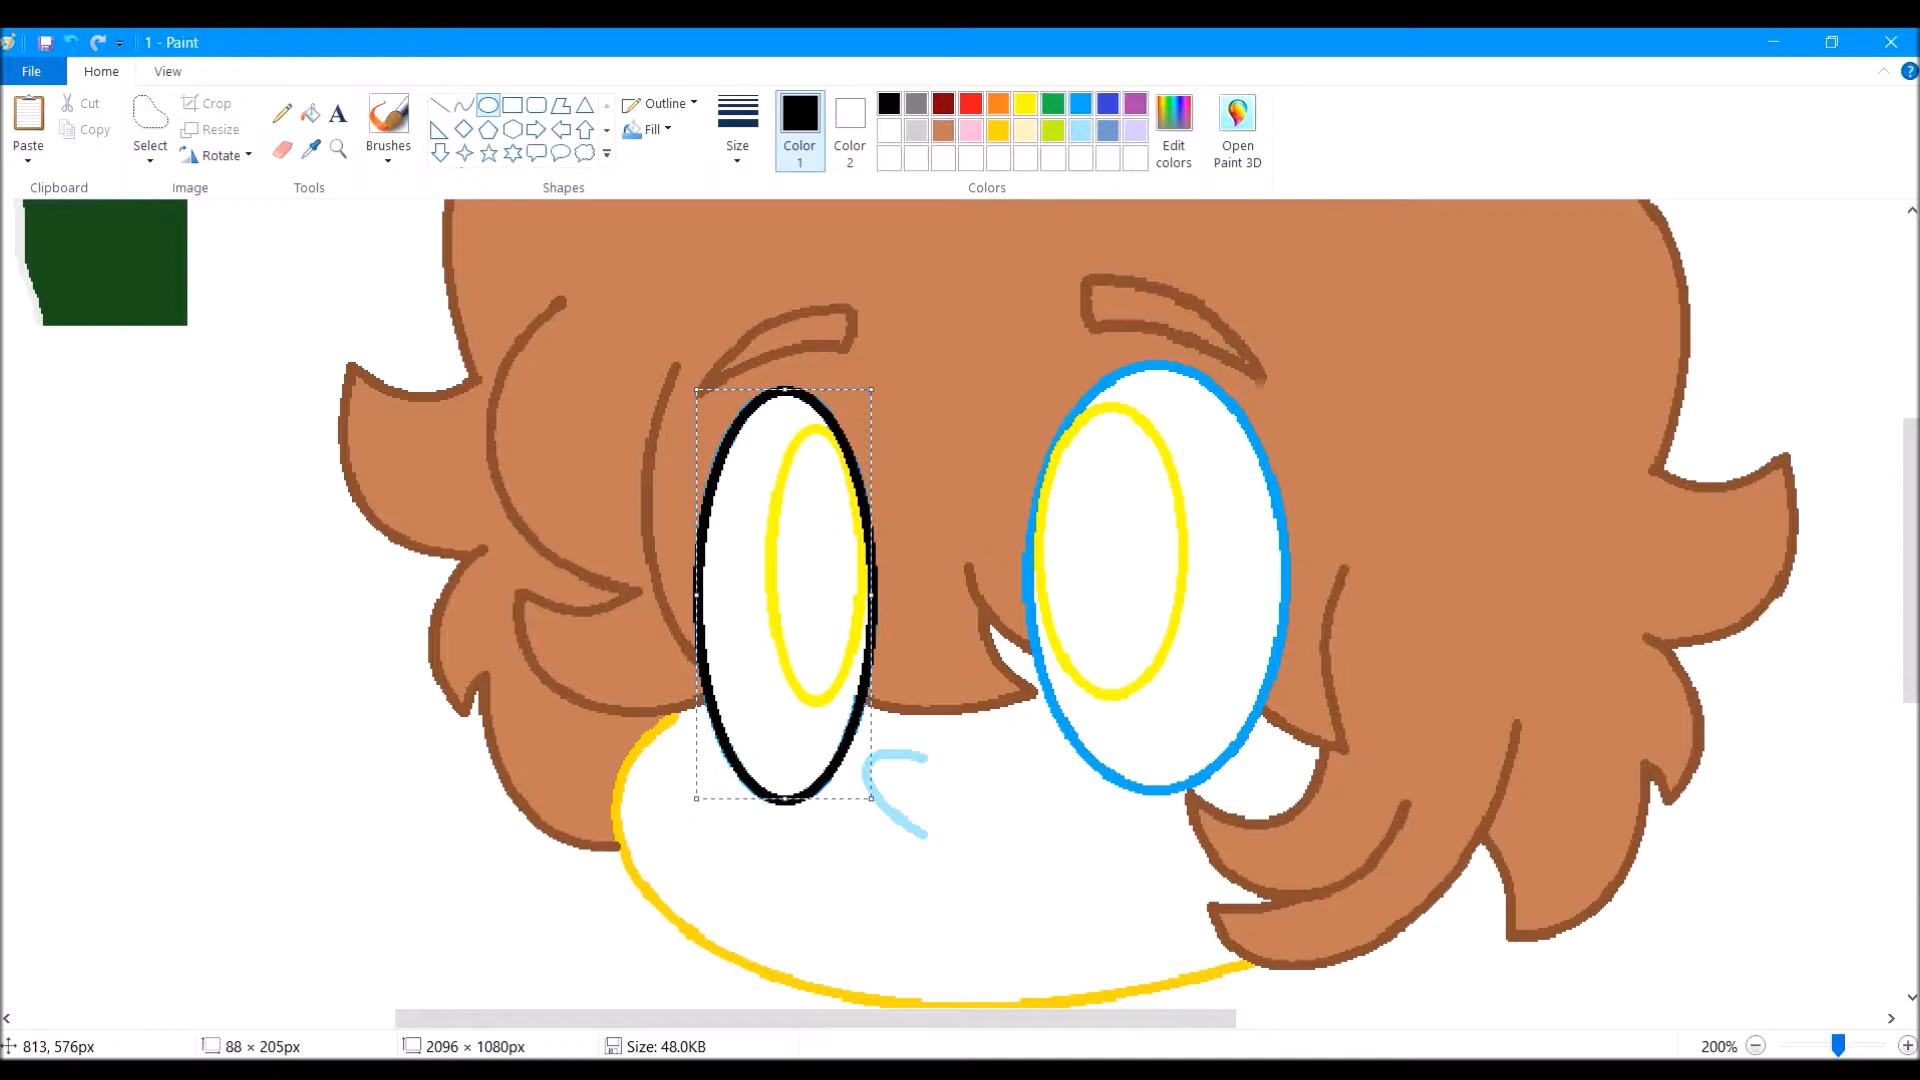 1 - Paint
File Home View
Paste
Cut
Copy
Clipboard
Select
Crop
Resize
Rotate
Image
A
Tools
Brushes
Outline
Fill
Shapes
Size
Color 1
Color 2
Edit colors
Open Paint 3D
Colors
?
813, 576px
88 × 205px
2096 × 1080px
Size: 48.0KB
200%